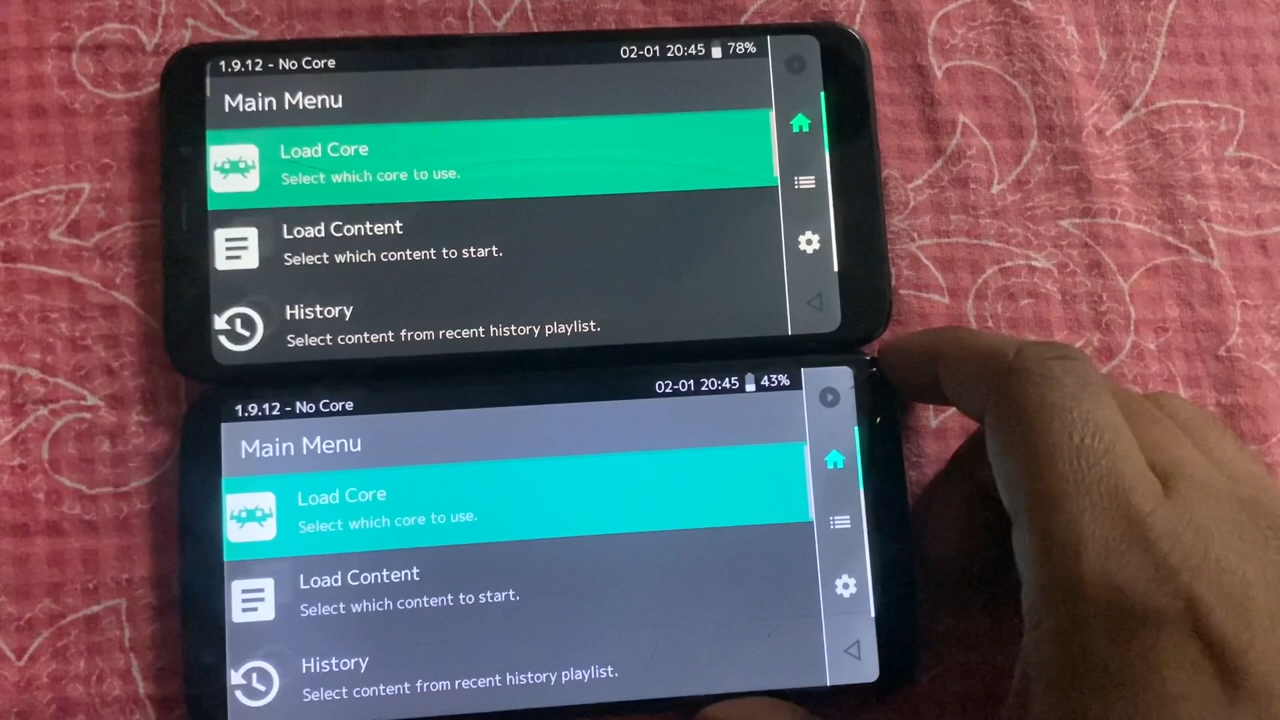 1.9.12 - No Core
02-01 20:45 78%
Main Menu
Load Core
Select which core to use.
Load Content
Select which content to start.
History
Select content from recent history playlist.
1.9.12 - No Core
02-01 20:45 43%
Main Menu
Load Core
Select which core to use.
Load Content
Select which content to start.
History
Select content from recent history playlist.